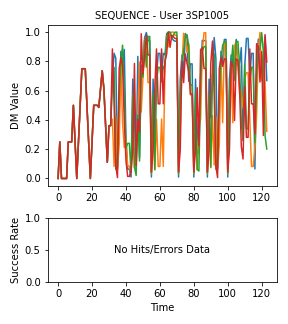 SEQUENCE - User 3SP1005
DM Value
1.0
0.8
0.6
0.4
0.2
0.0
0 20 40 60 80 100 120
Success Rate
1.0
0.5
0.0
No Hits/Errors Data
0 20 40 60 80 100 120
Time